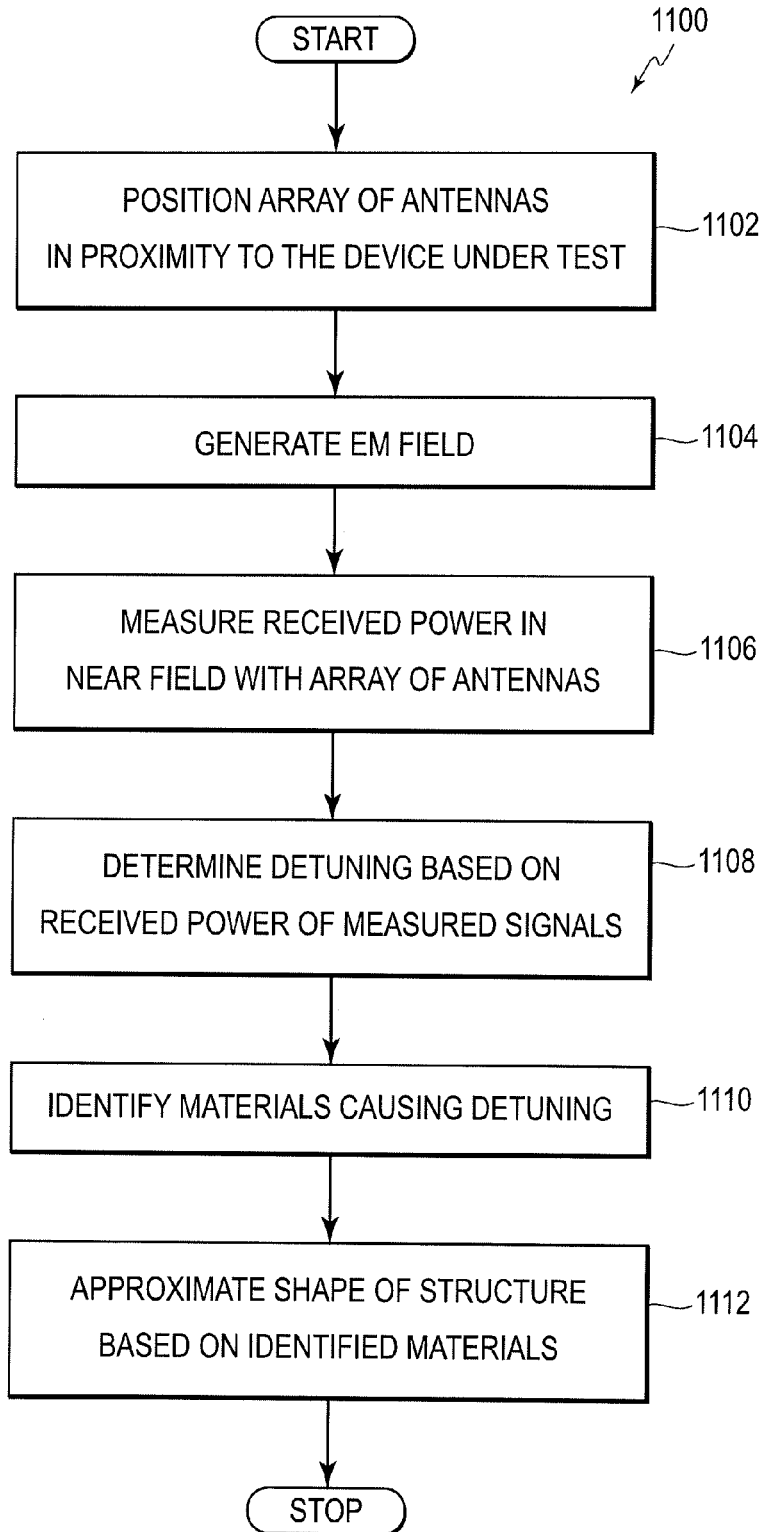 START
1100
POSITION ARRAY OF ANTENNAS
IN PROXIMITY TO THE DEVICE UNDER TEST
1102
GENERATE EM FIELD
1104
MEASURE RECEIVED POWER IN
NEAR FIELD WITH ARRAY OF ANTENNAS
1106
DETERMINE DETUNING BASED ON
RECEIVED POWER OF MEASURED SIGNALS
1108
IDENTIFY MATERIALS CAUSING DETUNING
1110
APPROXIMATE SHAPE OF STRUCTURE
BASED ON IDENTIFIED MATERIALS
1112
STOP